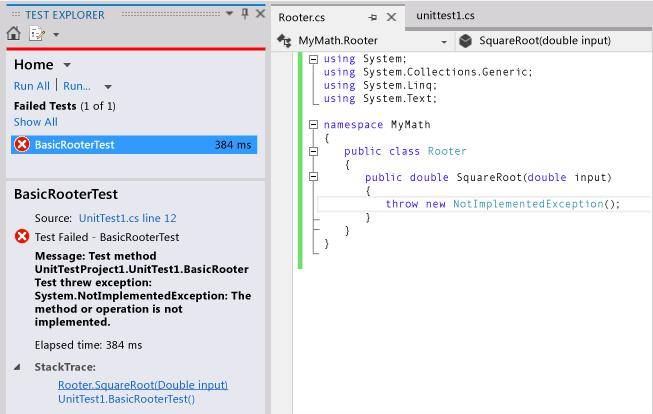 TEST EXPLORER
Home
Run All | Run...
Failed Tests (1 of 1)
Show All
BasicRooterTest 384 ms
BasicRooterTest
Source: UnitTest1.cs line 12
Test Failed - BasicRooterTest
Message: Test method
UnitTestProject1.UnitTest1.BasicRooter
Test threw exception:
System.NotImplementedException: The
method or operation is not
implemented.
Elapsed time: 384 ms
StackTrace:
Rooter.SquareRoot(Double input)
UnitTest1.BasicRooterTest()
Rooter.cs
unittest1.cs
MyMath.Rooter
SquareRoot(double input)
using System;
using System.Collections.Generic;
using System.Linq;
using System.Text;
namespace MyMath
{
public class Rooter
{
public double SquareRoot(double input)
{
throw new NotImplementedException();
}
}
}